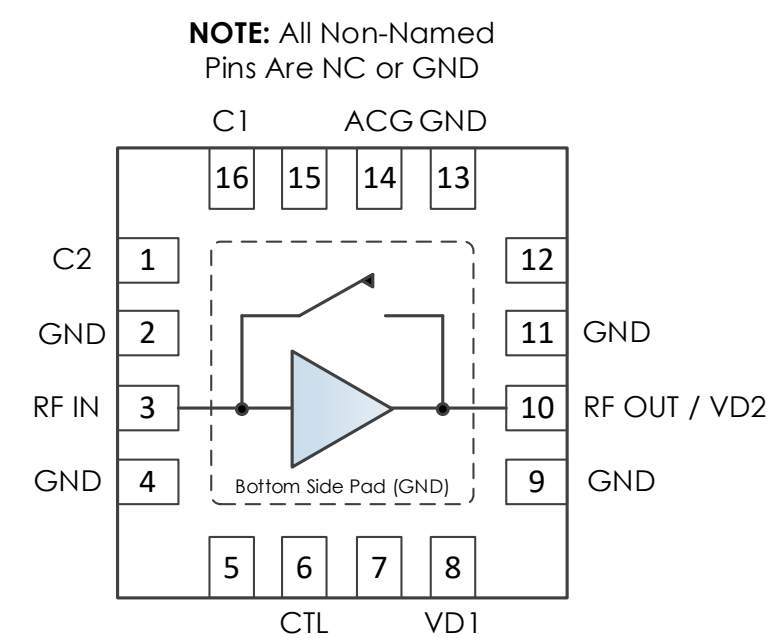 NOTE: All Non-Named
Pins Are NC or GND
C1 ACG GND
16 15 14 13
C2 1 12
GND 2 11 GND
RF IN 3 10 RF OUT / VD2
GND 4 9 GND
Bottom Side Pad (GND)
5 6 7 8
CTL VD1